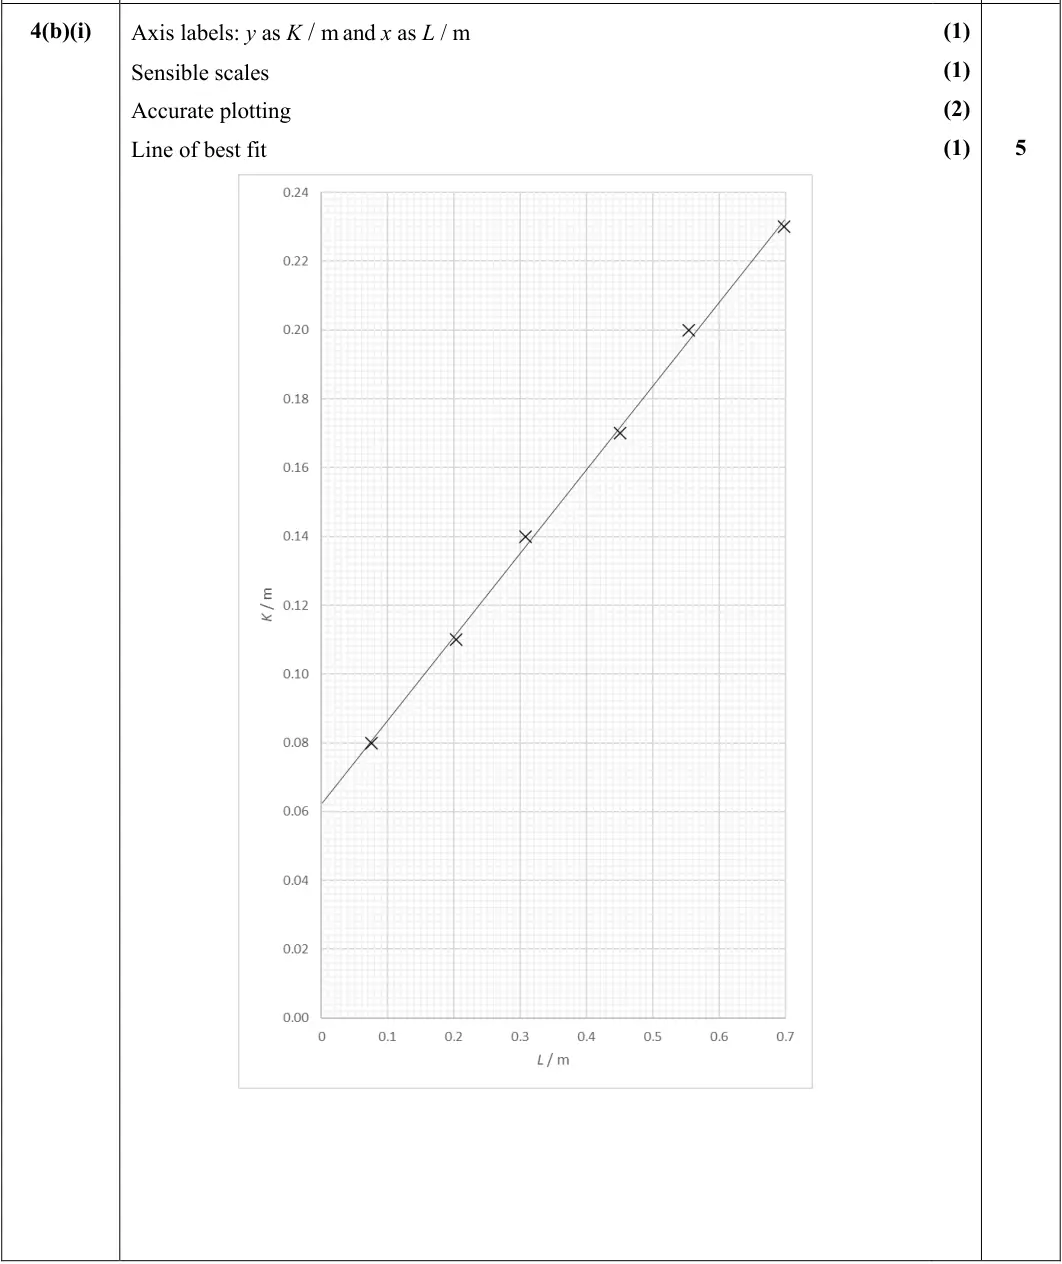 4(b)(i) Axis labels: y as K / m and x as L / m (1)
Sensible scales (1)
Accurate plotting (2)
Line of best fit (1) 5
0.24
0.22
0.20
0.18
0.16
0.14
K / m
0.12
0.10
0.08
0.06
0.04
0.02
0.00
0 0.1 0.2 0.3 0.4 0.5 0.6 0.7
L / m